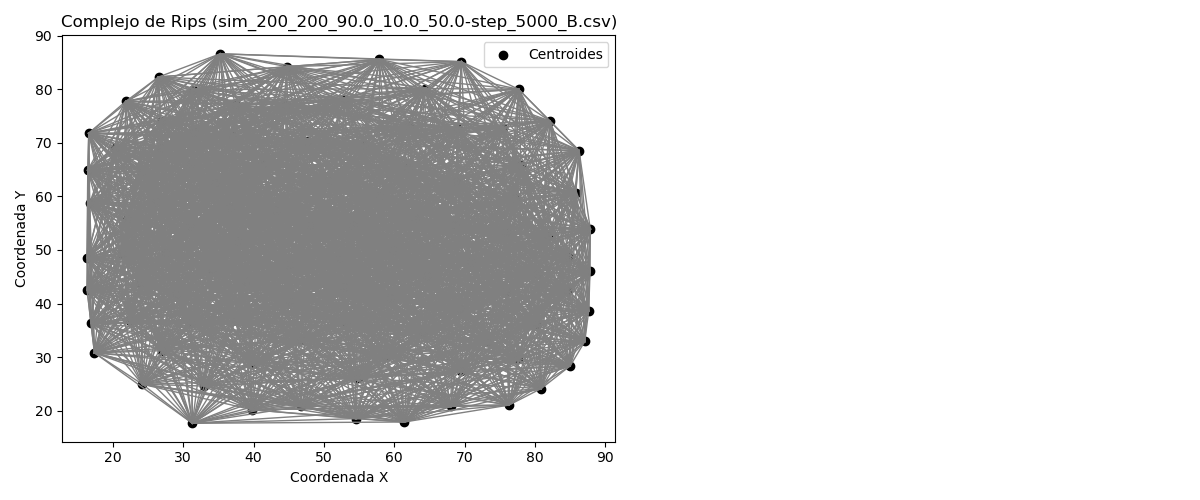 Complejo de Rips (sim_200_200_90.0_10.0_50.0-step_5000_B.csv)
Centroides
90
80
70
60
50
40
30
20
Coordenada Y
20 30 40 50 60 70 80 90
Coordenada X